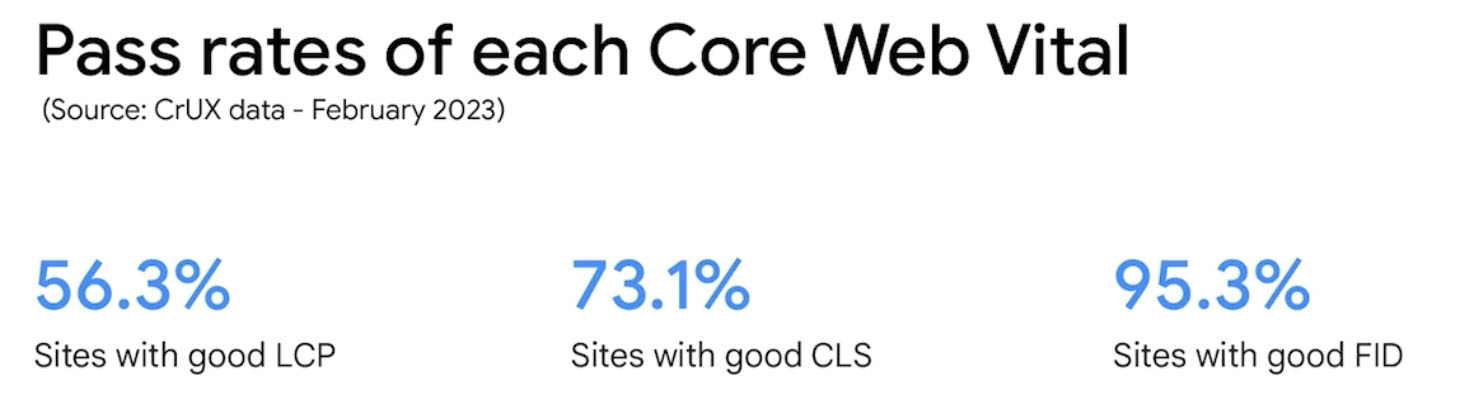 Pass rates of each Core Web Vital
(Source: CrUX data - February 2023)
56.3%
Sites with good LCP
73.1%
Sites with good CLS
95.3%
Sites with good FID